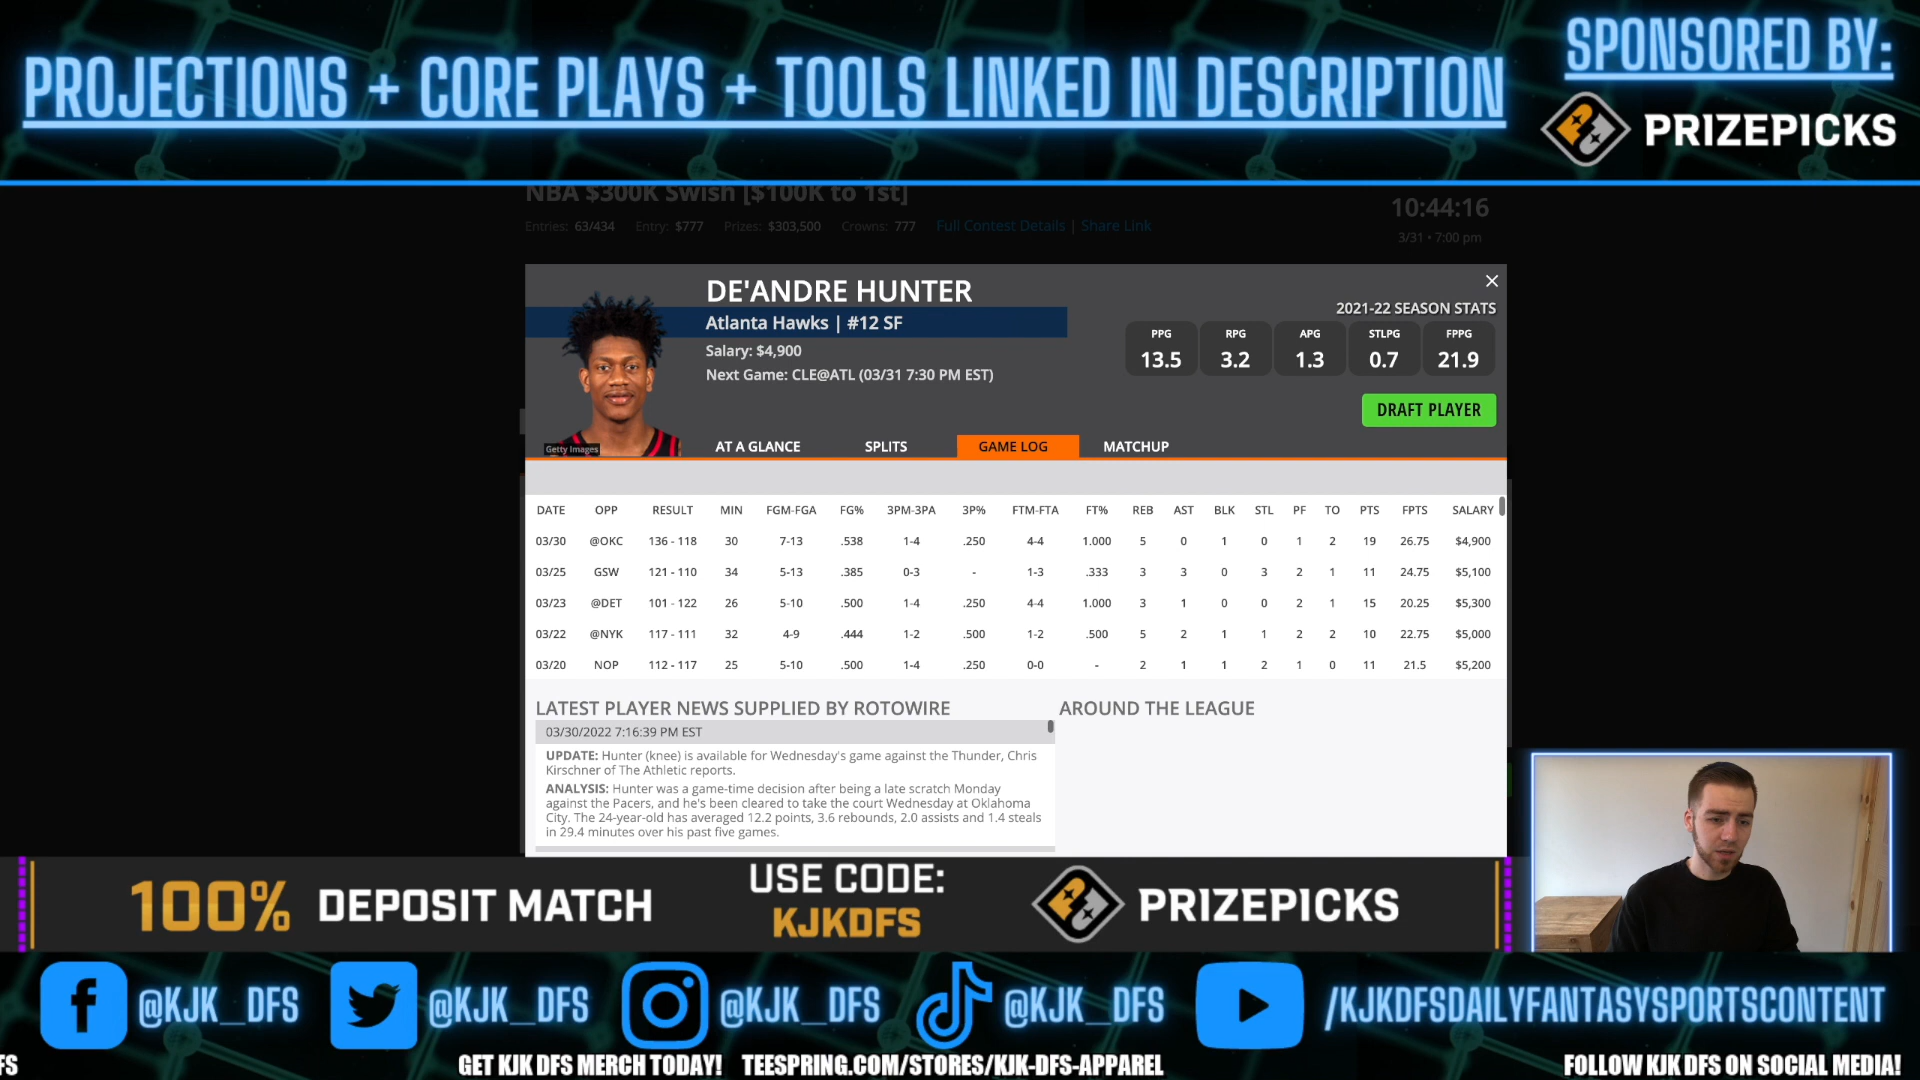 PROJECTIONS + CORE PLAYS + TOOLS LINKED IN DESCRIPTION
SPONSORED BY:
PRIZEPICKS
NBA $300K Swish [$100K to 1st]
Entries: 63/434 Entry: $777 Prizes: $303,500 Crowns: 777 Full Contest Details | Share Link
10:44:16
3/31 • 7:00 pm
DE'ANDRE HUNTER
Atlanta Hawks | #12 SF
Salary: $4,900
Next Game: CLE@ATL (03/31 7:30 PM EST)
Getty Images
2021-22 SEASON STATS
PPG RPG APG STLPG FPPG
13.5 3.2 1.3 0.7 21.9
DRAFT PLAYER
AT A GLANCE SPLITS GAME LOG MATCHUP
DATE OPP RESULT MIN FGM-FGA FG% 3PM-3PA 3P% FTM-FTA FT% REB AST BLK STL PF TO PTS FPTS SALARY
03/30 @OKC 136 - 118 30 7-13 .538 1-4 .250 4-4 1.000 5 0 1 0 1 2 19 26.75 $4,900
03/25 GSW 121 - 110 34 5-13 .385 0-3 - 1-3 .333 3 3 0 3 2 1 11 24.75 $5,100
03/23 @DET 101 - 122 26 5-10 .500 1-4 .250 4-4 1.000 3 1 0 0 2 1 15 20.25 $5,300
03/22 @NYK 117 - 111 32 4-9 .444 1-2 .500 1-2 .500 5 2 1 1 2 2 10 22.75 $5,000
03/20 NOP 112 - 117 25 5-10 .500 1-4 .250 0-0 - 2 1 1 2 1 0 11 21.5 $5,200
LATEST PLAYER NEWS SUPPLIED BY ROTOWIRE
AROUND THE LEAGUE
03/30/2022 7:16:39 PM EST
UPDATE: Hunter (knee) is available for Wednesday's game against the Thunder, Chris
Kirschner of The Athletic reports.
ANALYSIS: Hunter was a game-time decision after being a late scratch Monday
against the Pacers, and he's been cleared to take the court Wednesday at Oklahoma
City. The 24-year-old has averaged 12.2 points, 3.6 rebounds, 2.0 assists and 1.4 steals
in 29.4 minutes over his past five games.
100% DEPOSIT MATCH
USE CODE:
KJKDFS
PRIZEPICKS
@KJK_DFS @KJK_DFS @KJK_DFS @KJK_DFS /KJKDFSDAILYFANTASYSPORTSCONTENT
FS GET KJK DFS MERCH TODAY! TEESPRING.COM/STORES/KJK-DFS-APPAREL FOLLOW KJK DFS ON SOCIAL MEDIA!